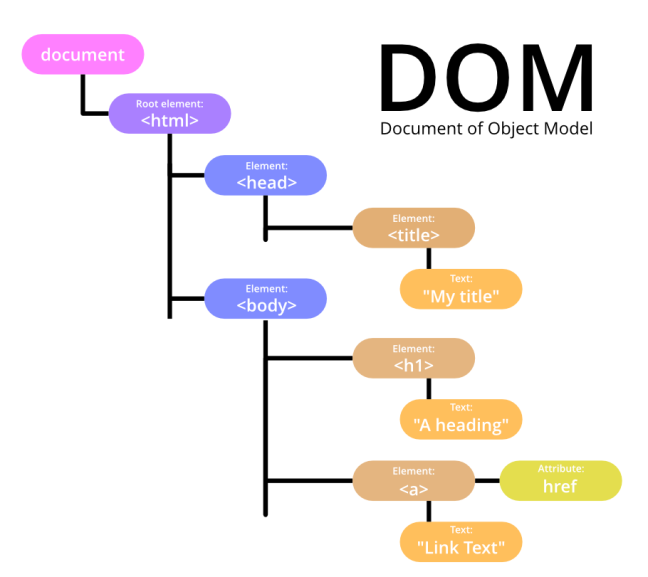 DOM
Document of Object Model
document
Root element:
<html>
Element:
<head>
Element:
<title>
Text:
"My title"
Element:
<body>
Element:
<h1>
Text:
"A heading"
Element:
<a>
Attribute:
href
Text:
"Link Text"